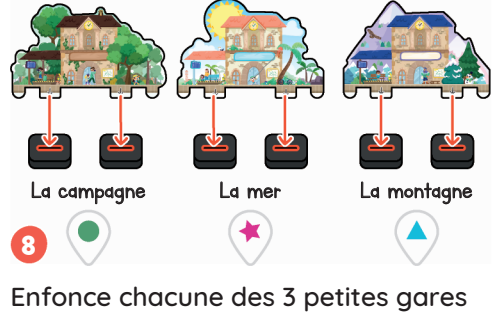 La campagne La mer La montagne
8
Enfonce chacune des 3 petites gares